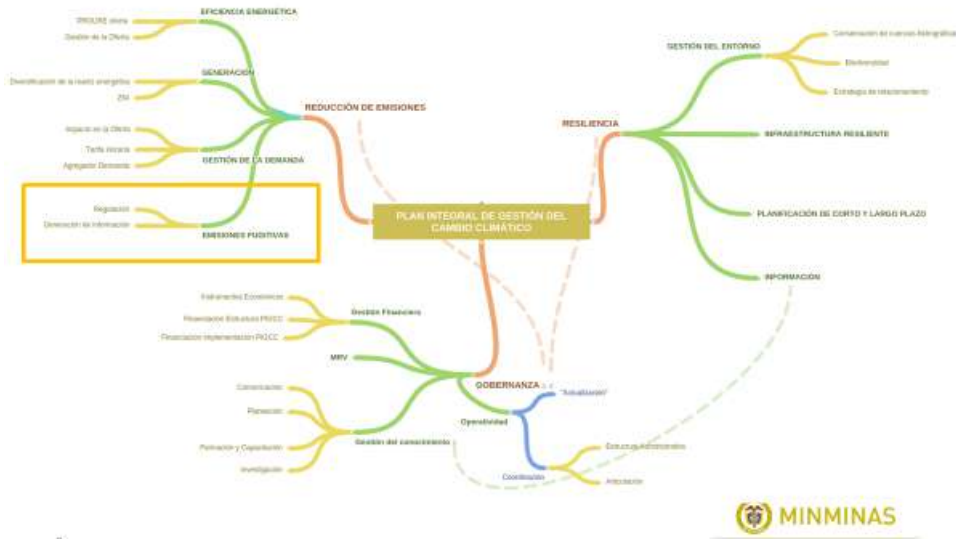 EFICIENCIA ENERGÉTICA
Gestión de la Oferta
GENERACIÓN
Diversificación de la matriz energética
ZNI
REDUCCIÓN DE EMISIONES
Impacto en la Oferta
Tarifa horaria
Agregador Demanda
GESTIÓN DE LA DEMANDA
Regulación
Generación de Información
EMISIONES FUGITIVAS
PLAN INTEGRAL DE GESTIÓN DEL
CAMBIO CLIMÁTICO
RESILIENCIA
GESTIÓN DEL ENTORNO
Conservación de cuencas hidrográficas
Biodiversidad
Estrategia de relacionamiento
INFRAESTRUCTURA RESILIENTE
PLANIFICACIÓN DE CORTO Y LARGO PLAZO
INFORMACIÓN
Instrumentos Económicos
Financiación Estructura PIGCC
Financiación Implementación PIGCC
Gestión Financiera
MRV
GOBERNANZA
Comunicación
Planeación
Formación y Capacitación
Investigación
Gestión del conocimiento
Operatividad
"Actualización"
Coordinación
Estructura
Articulación
MINMINAS